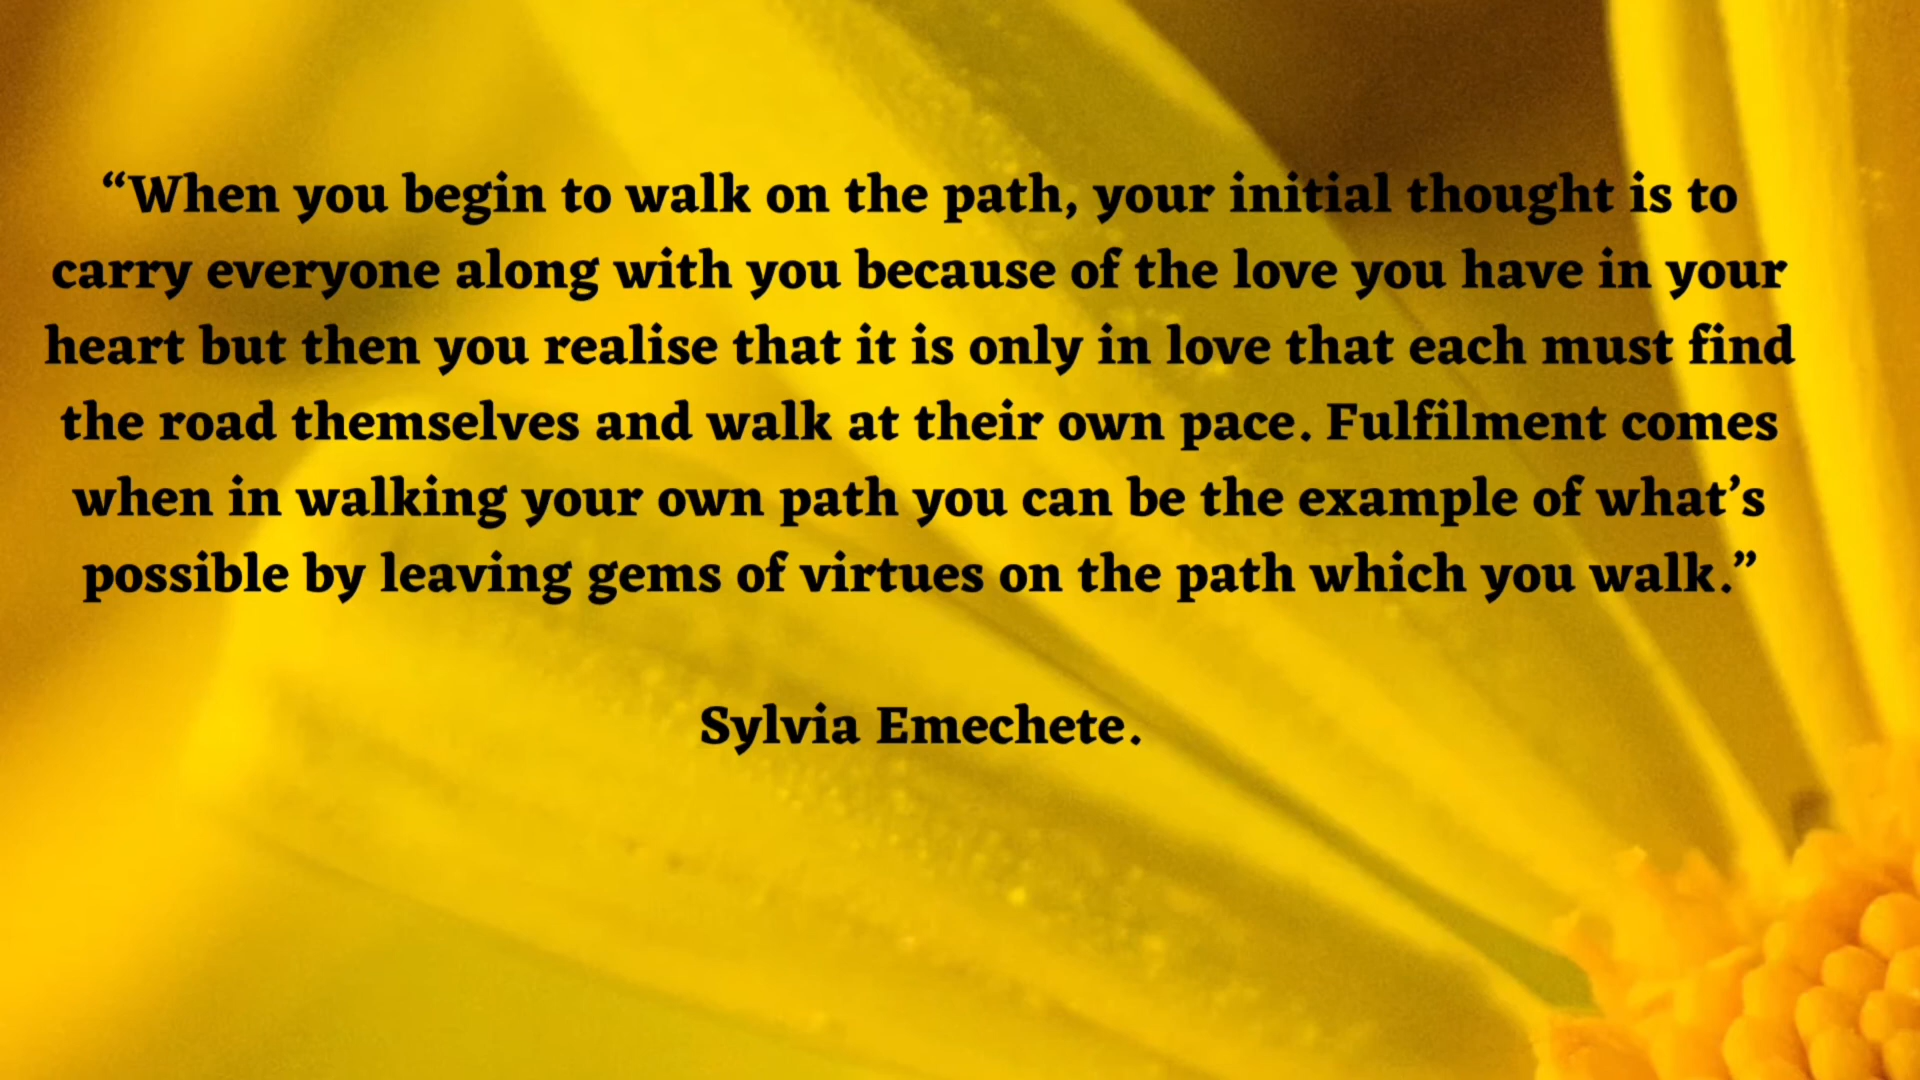 “When you begin to walk on the path, your initial thought is to
carry everyone along with you because of the love you have in your
heart but then you realise that it is only in love that each must find
the road themselves and walk at their own pace. Fulfilment comes
when in walking your own path you can be the example of what’s
possible by leaving gems of virtues on the path which you walk.”
Sylvia Emechete.